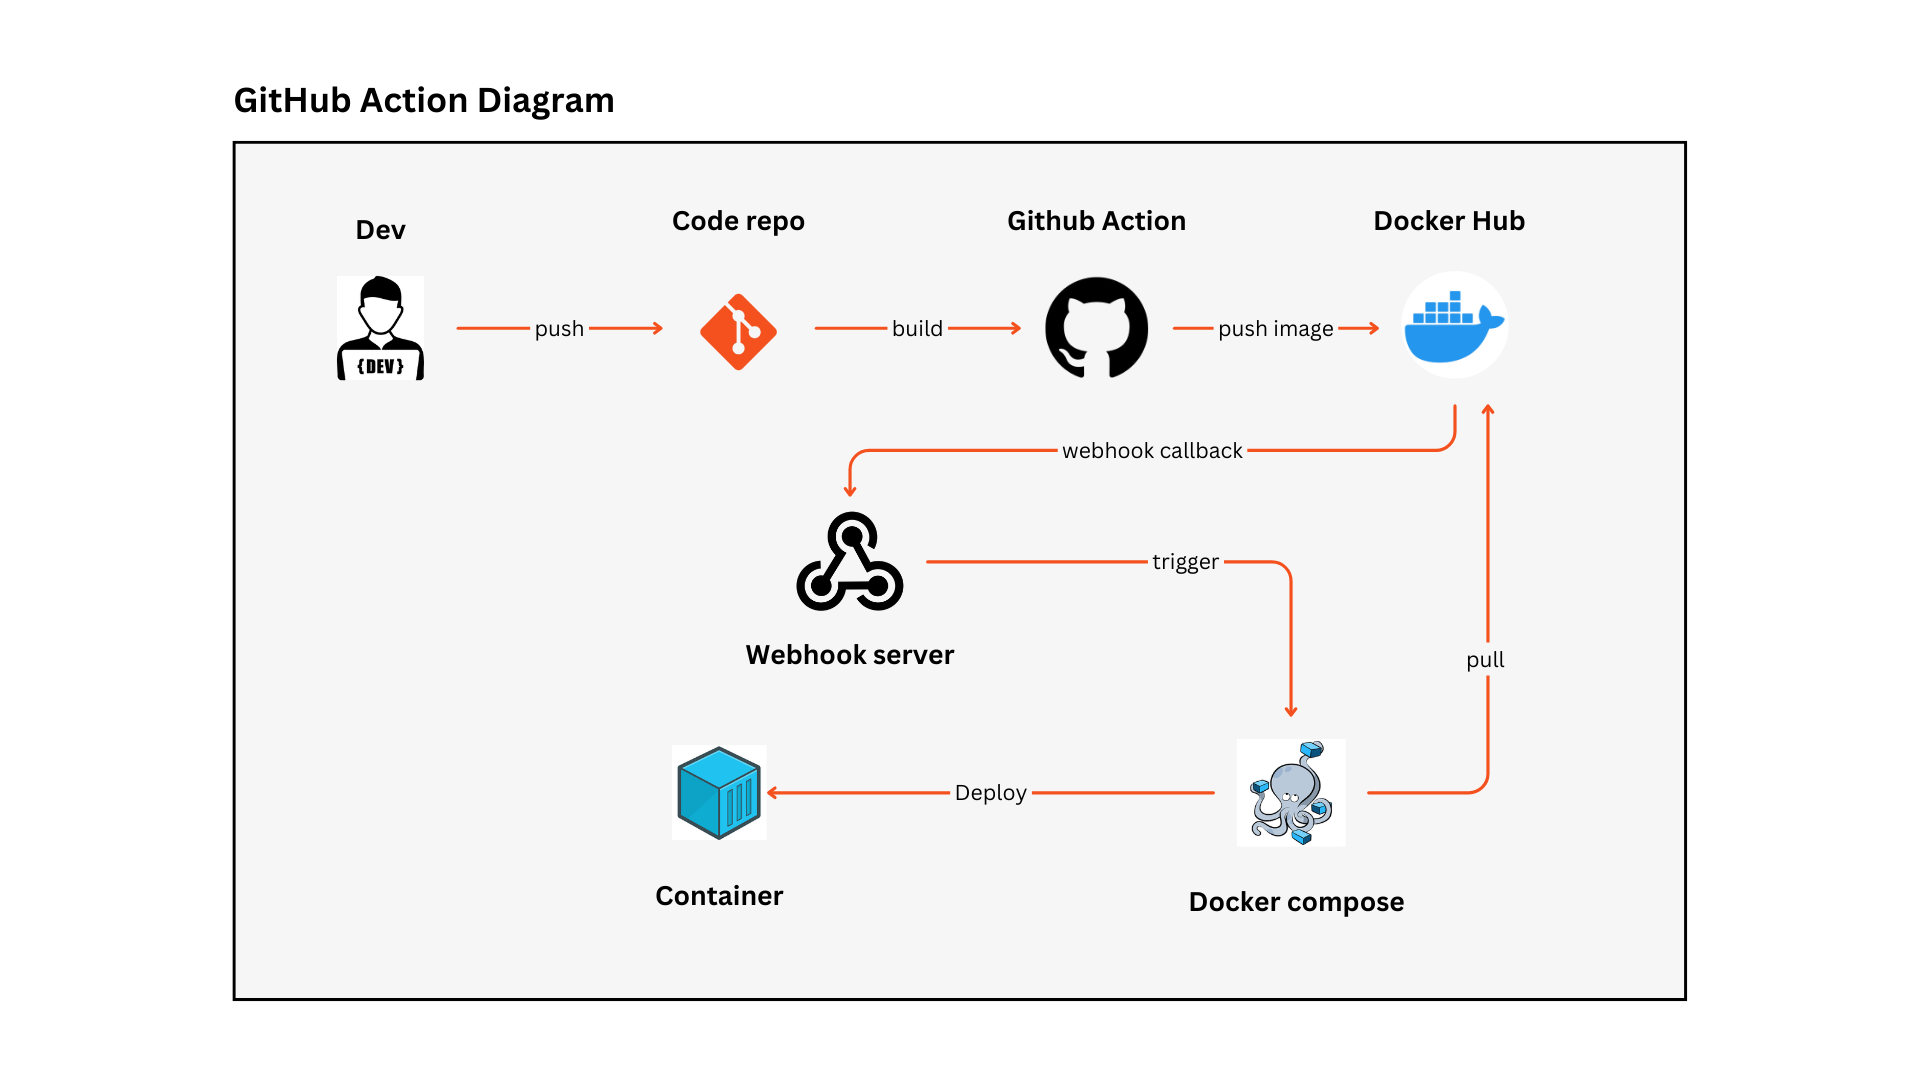 GitHub Action Diagram
Dev
Code repo
Github Action
Docker Hub
{DEV}
push
build
push image
webhook callback
trigger
Webhook server
pull
Deploy
Container
Docker compose